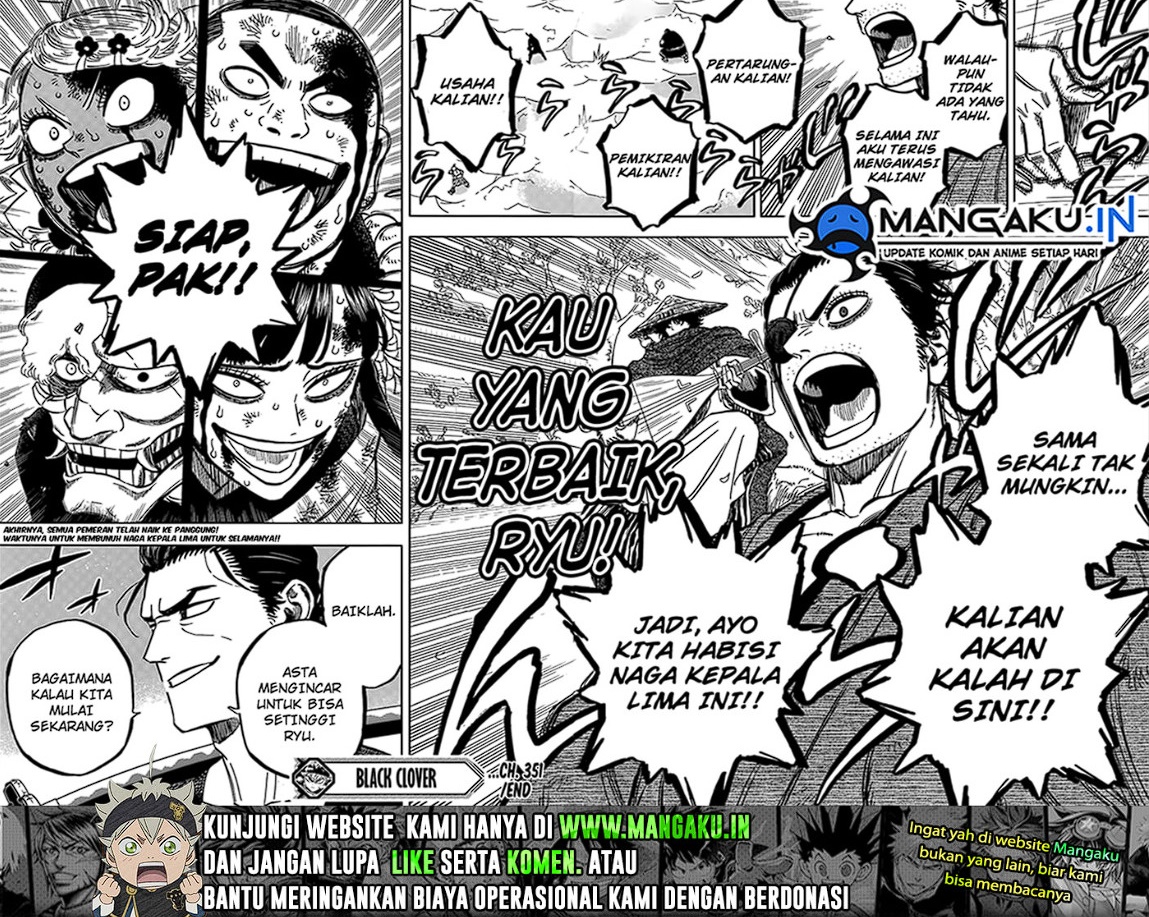 WALAU-
PUN
TIDAK
ADA YANG
TAHU.
SELAMA INI
AKU TERUS
MENGAWASI
KALIAN!
PERTARUNG-
AN KALIAN!
PEMIKIRAN
KALIAN!!
USAHA
KALIAN!!
MANGAKU.IN
UPDATE KOMIK DAN ANIME SETIAP HARI
SAMA
SEKALI TAK
MUNGKIN...
KALIAN
AKAN
KALAH DI
SINI!!
JADI, AYO
KITA HABISI
NAGA KEPALA
LIMA INI!!
KAU
YANG
TERBAIK,
RYU!
SIAP,
PAK!!
AKHIRNYA, SEMUA PEMERAN TELAH NAIK KE PANGGUNG!
WAKTUNYA UNTUK MEMBUNUH NAGA KEPALA LIMA UNTUK SELAMANYA!!
BAIKLAH.
ASTA
MENGINCAR
UNTUK BISA
SETINGGI
RYU.
BAGAIMANA
KALAU KITA
MULAI
SEKARANG?
BLACK CLOVER
...CH. 351
/END
KUNJUNGI WEBSITE KAMI HANYA DI WWW.MANGAKU.IN
DAN JANGAN LUPA LIKE SERTA KOMEN. ATAU
BANTU MERINGANKAN BIAYA OPERASIONAL KAMI DENGAN BERDONASI
Ingat yah di website Mangaku
bukan yang lain, biar kami
bisa membacanya